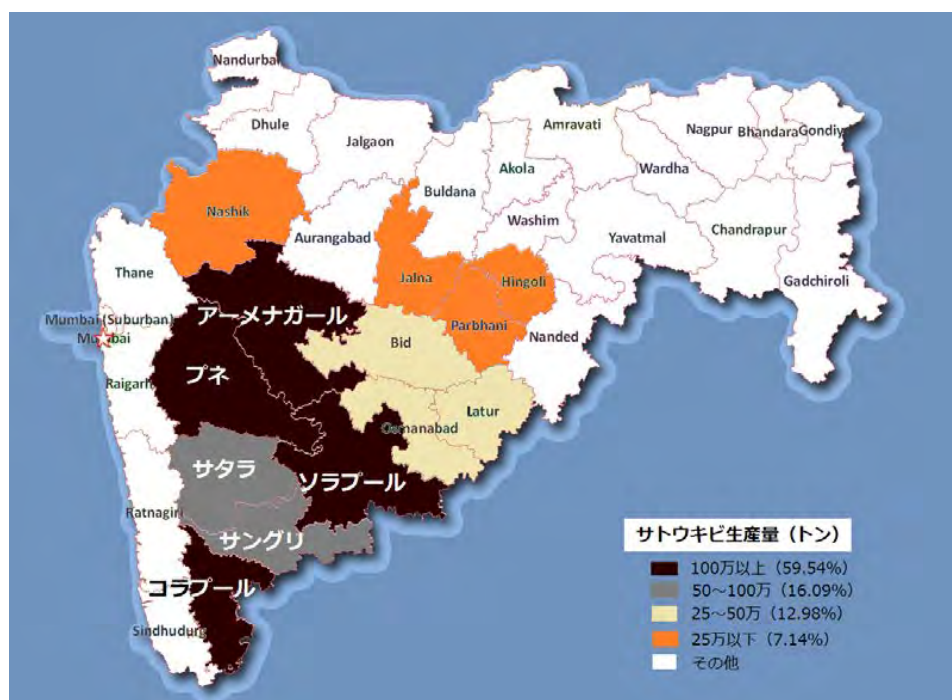 Nandurbar
Dhule
Jalgaon
Amravati
Nagpur
Bhandara
Gondiy
Akola
Wardha
Buldana
Nashik
Washim
Aurangabad
Yavatmal
Chandrapur
Thane
Jalna
Hingoli
Gadchiroli
アーメナガール
Mumbai (Suburban)
Mumbai
Parbhani
Nanded
Bid
プネ
Raigarh
Latur
Osmanabad
サタラ
ソラプール
Ratnagiri
サングリ
コラプール
Sindhudurg
サトウキビ生産量（トン）
100万以上（59.54%）
50～100万（16.09%）
25～50万（12.98%）
25万以下（7.14%）
その他